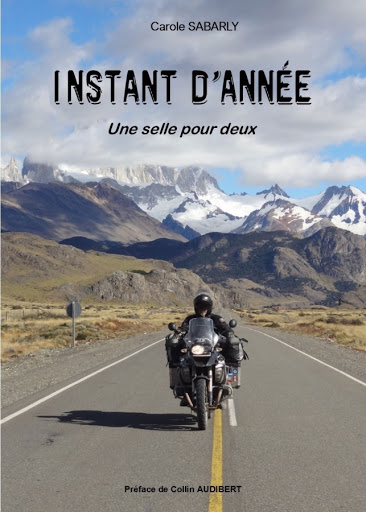 Carole SABARLY
INSTANT D'ANNÉE
Une selle pour deux
Préface de Collin AUDIBERT